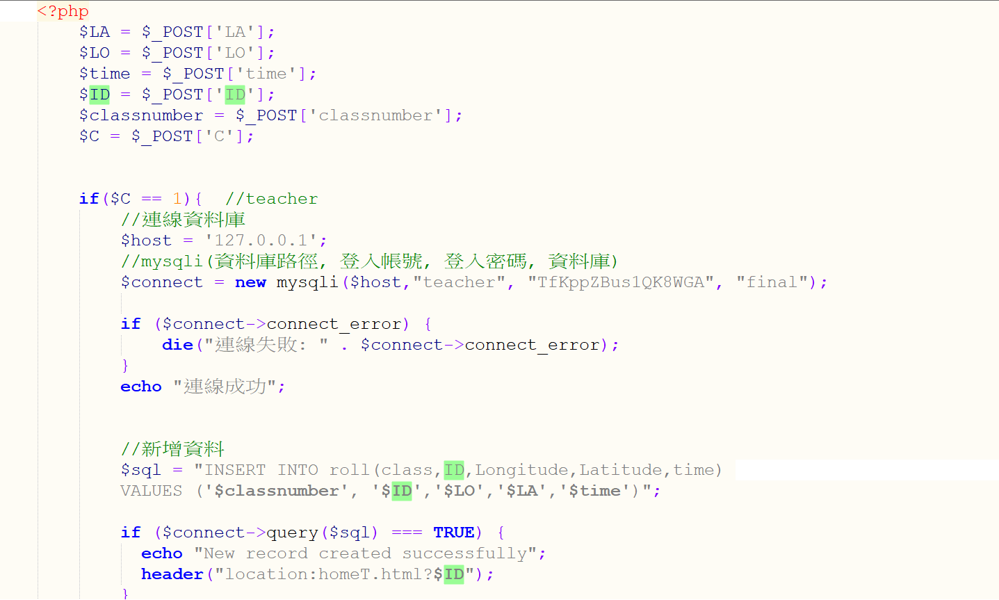 <?php
$LA = $_POST['LA'];
$LO = $_POST['LO'];
$time = $_POST['time'];
$ID = $_POST['ID'];
$classnumber = $_POST['classnumber'];
$C = $_POST['C'];
if($C == 1){  //teacher
//連線資料庫
$host = '127.0.0.1';
//mysqli(資料庫路徑, 登入帳號, 登入密碼, 資料庫)
$connect = new mysqli($host,"teacher", "TfKppZBus1QK8WGA", "final");
if ($connect->connect_error) {
die("連線失敗: " . $connect->connect_error);
}
echo "連線成功";
//新增資料
$sql = "INSERT INTO roll(class,ID,Longitude,Latitude,time)
VALUES ('$classnumber', '$ID','$LO','$LA','$time')";
if ($connect->query($sql) === TRUE) {
echo "New record created successfully";
header("location:homeT.html?$ID");
}